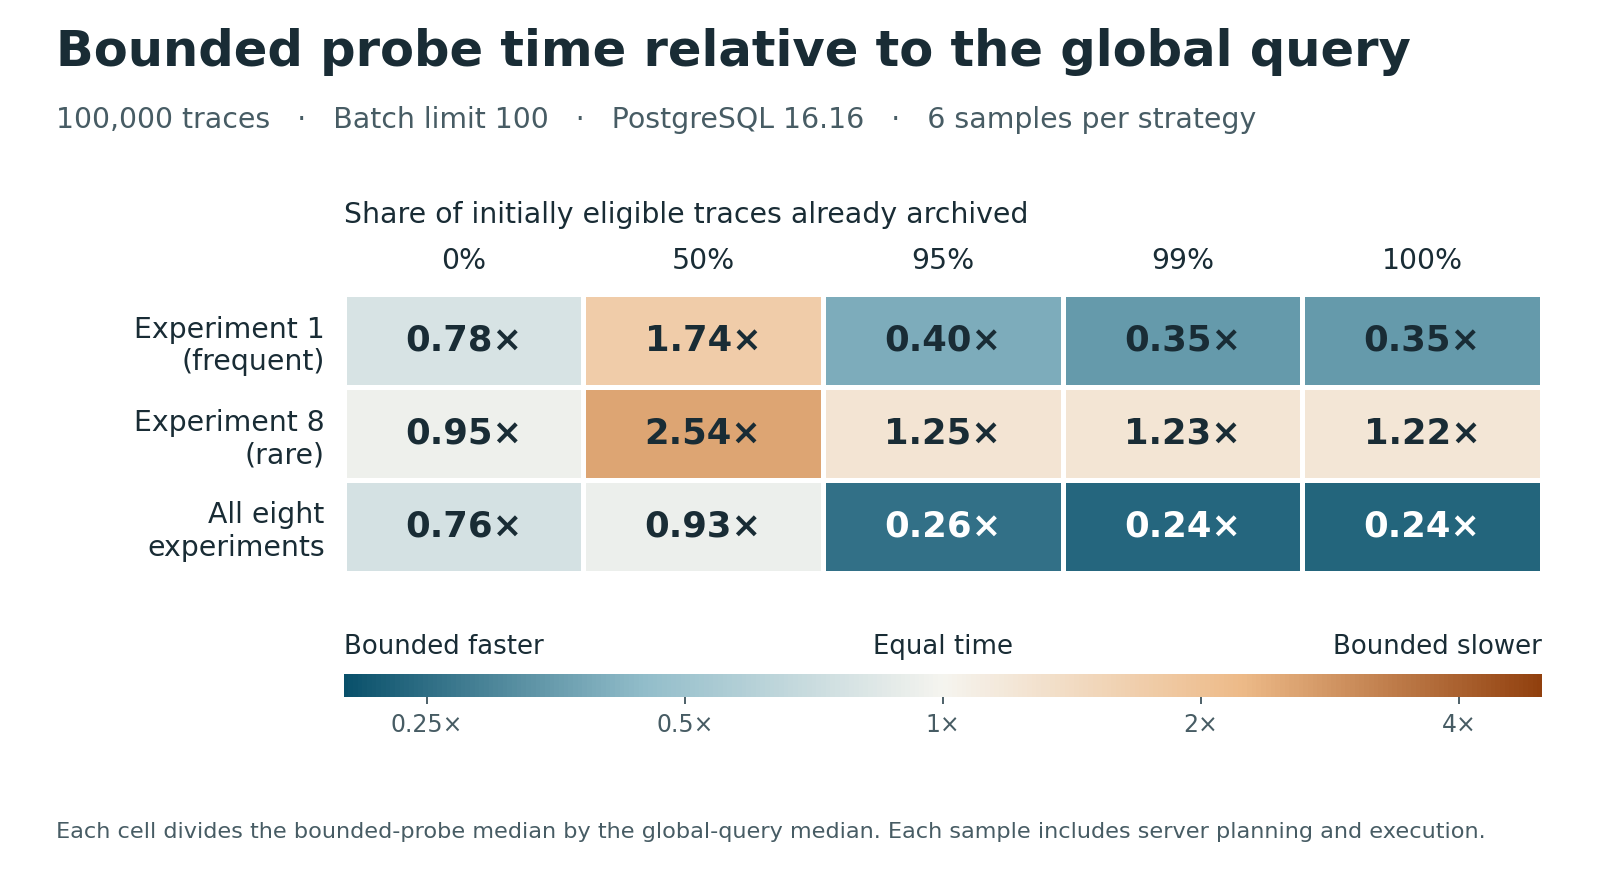 Bounded probe time relative to the global query
100,000 traces · Batch limit 100 · PostgreSQL 16.16 · 6 samples per strategy
Share of initially eligible traces already archived
0% 50% 95% 99% 100%
Experiment 1
(frequent)
0.78× 1.74× 0.40× 0.35× 0.35×
Experiment 8
(rare)
0.95× 2.54× 1.25× 1.23× 1.22×
All eight
experiments
0.76× 0.93× 0.26× 0.24× 0.24×
Bounded faster Equal time Bounded slower
0.25× 0.5× 1× 2× 4×
Each cell divides the bounded-probe median by the global-query median. Each sample includes server planning and execution.